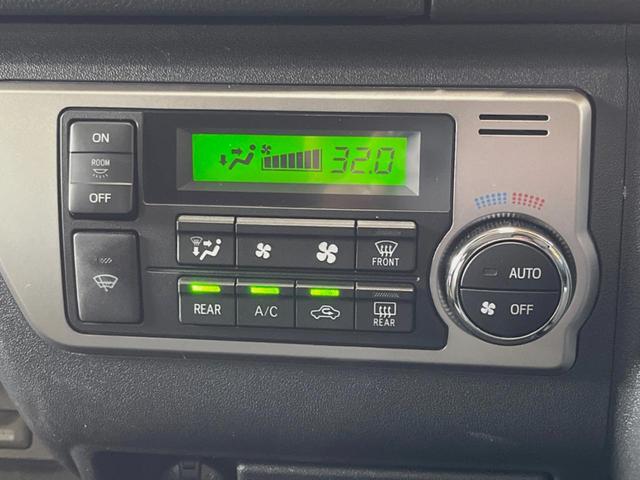 ON
ROOM
OFF
32.0
FRONT
REAR
A/C
REAR
AUTO
OFF